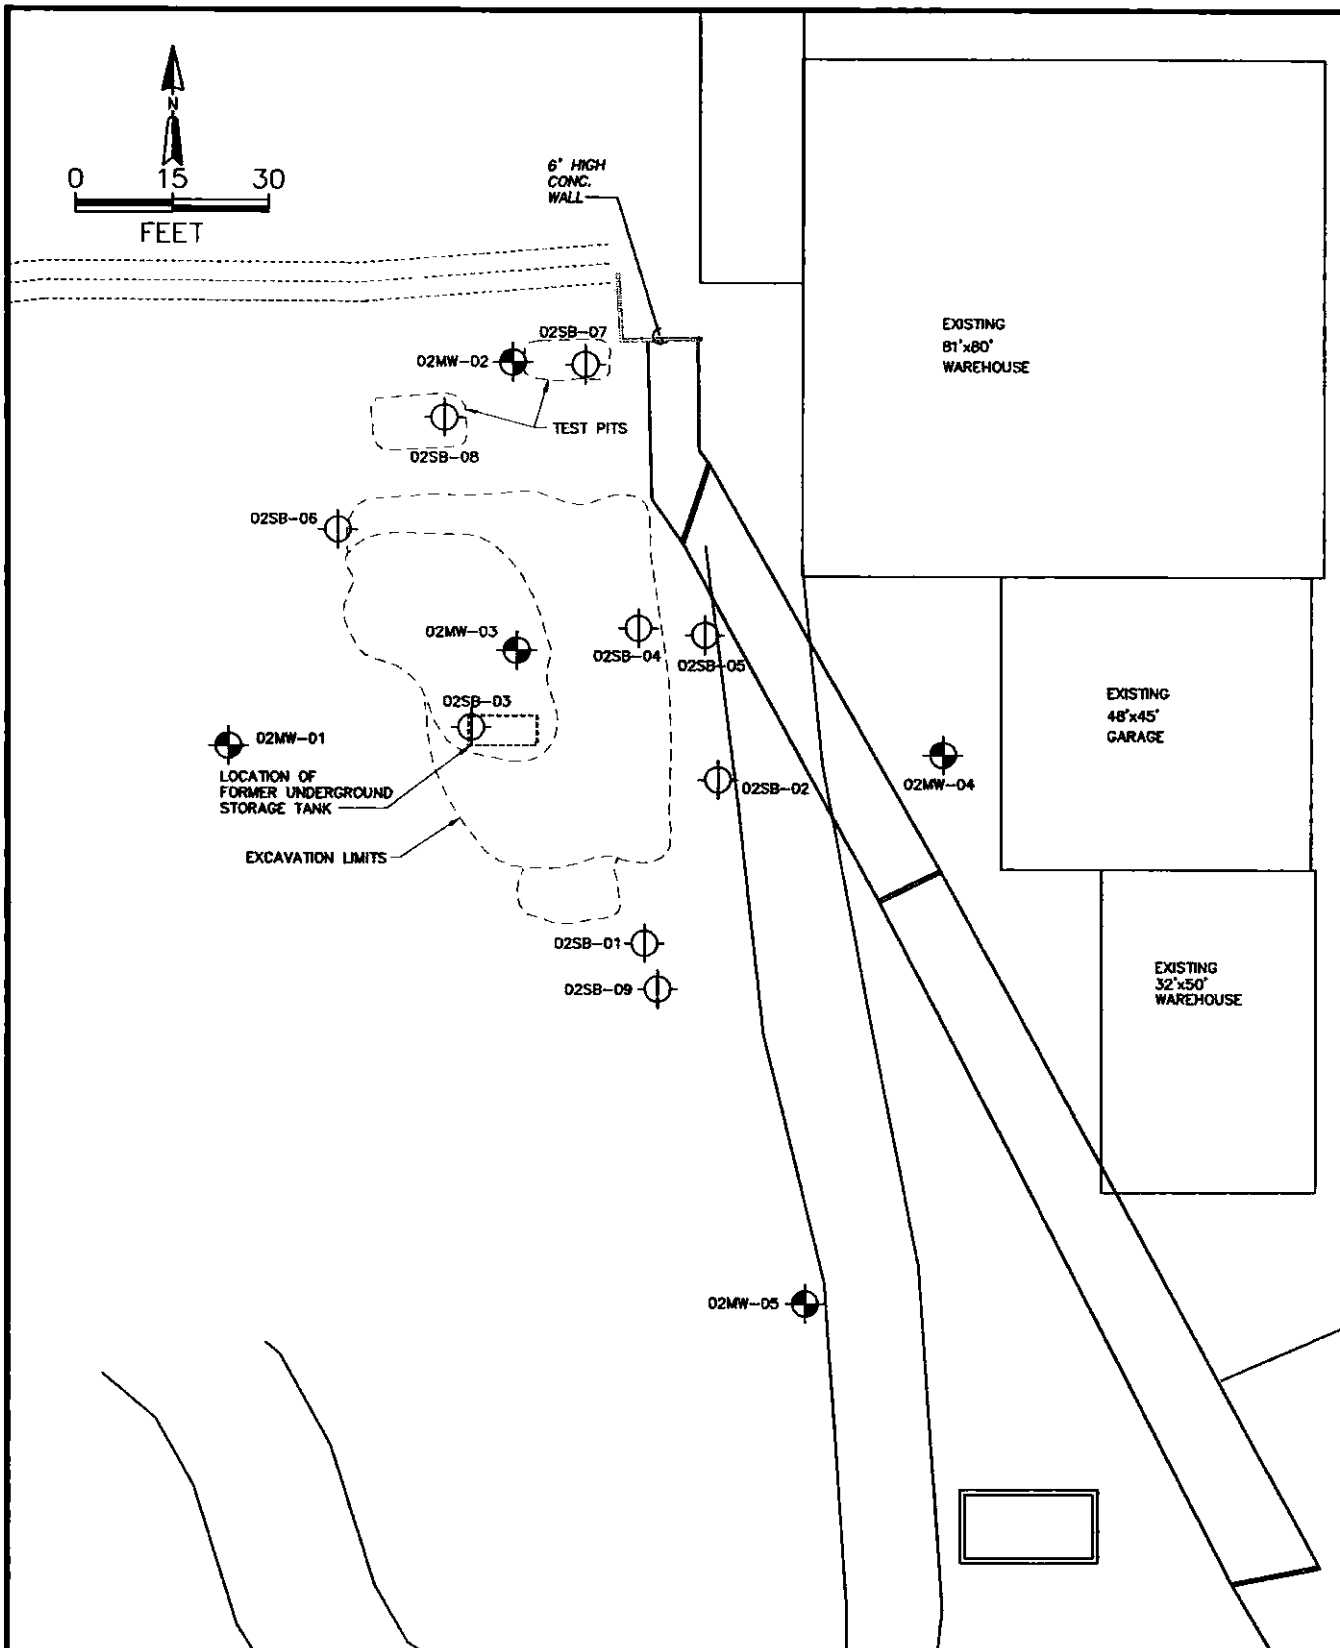 N
0 15 30
FEET
6' HIGH
CONC.
WALL
02SB-07
02MW-02
TEST PITS
02SB-08
02SB-06
02MW-03
02SB-04
02SB-05
02SB-03
02MW-01
LOCATION OF
FORMER UNDERGROUND
STORAGE TANK
02SB-02
02MW-04
EXCAVATION LIMITS
02SB-01
02SB-09
02MW-05
EXISTING
81'x80'
WAREHOUSE
EXISTING
48'x45'
GARAGE
EXISTING
32'x50'
WAREHOUSE